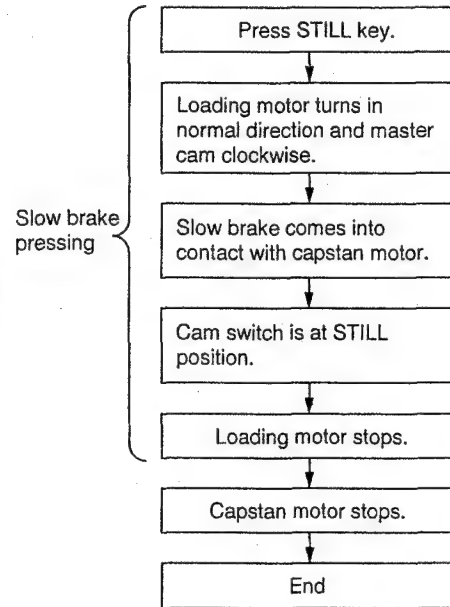 Press STILL key.
Loading motor turns in
normal direction and master
cam clockwise.
Slow brake
pressing
Slow brake comes into
contact with capstan motor.
Cam switch is at STILL
position.
Loading motor stops.
Capstan motor stops.
End